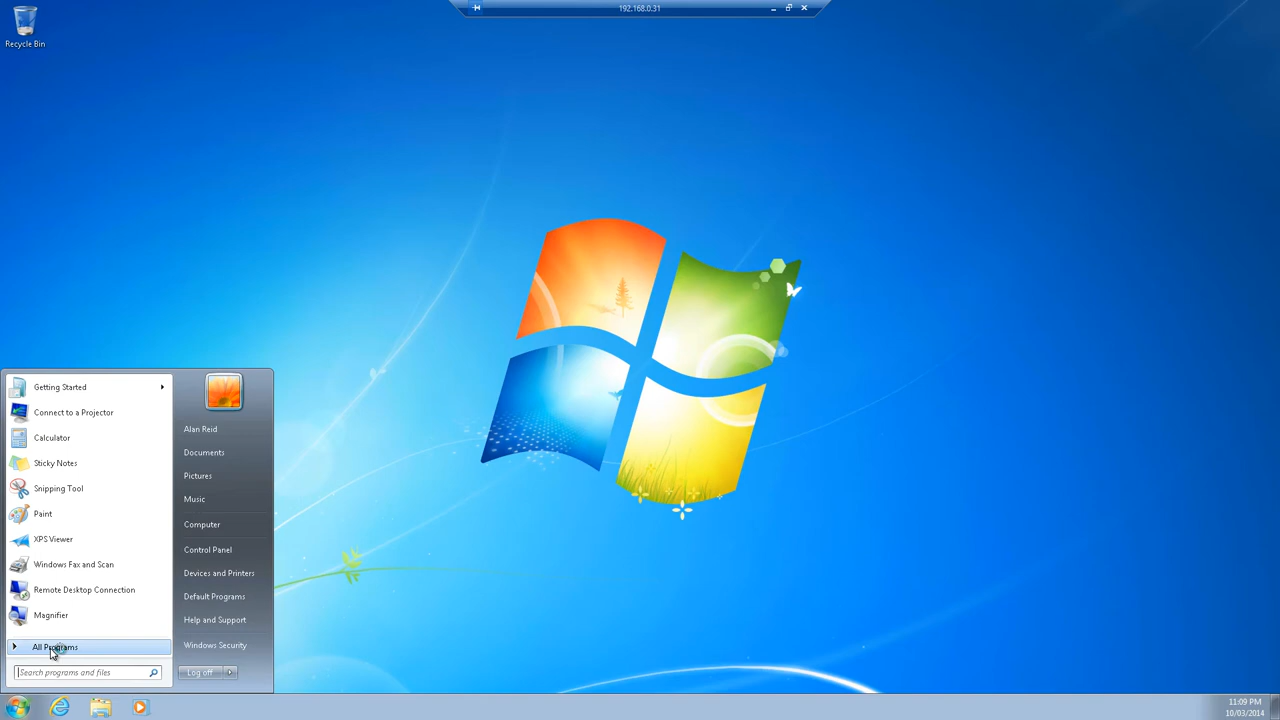 192.168.0.31
Recycle Bin
Getting Started
Connect to a Projector
Calculator
Sticky Notes
Snipping Tool
Paint
XPS Viewer
Windows Fax and Scan
Remote Desktop Connection
Magnifier
All Programs
Search programs and files
Alan Reid
Documents
Pictures
Music
Computer
Control Panel
Devices and Printers
Default Programs
Help and Support
Windows Security
Log off
11:09 PM
10/03/2014